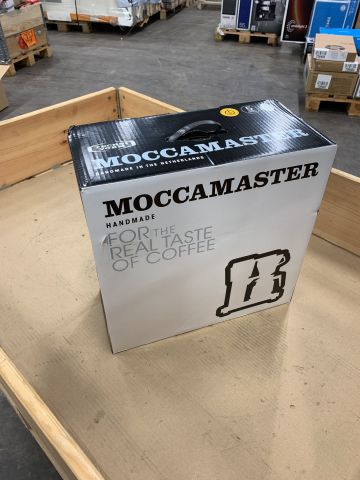 MOCCAMASTER
HANDMADE IN THE NETHERLANDS
MOCCAMASTER
HANDMADE
FOR THE
REAL TASTE
OF COFFEE